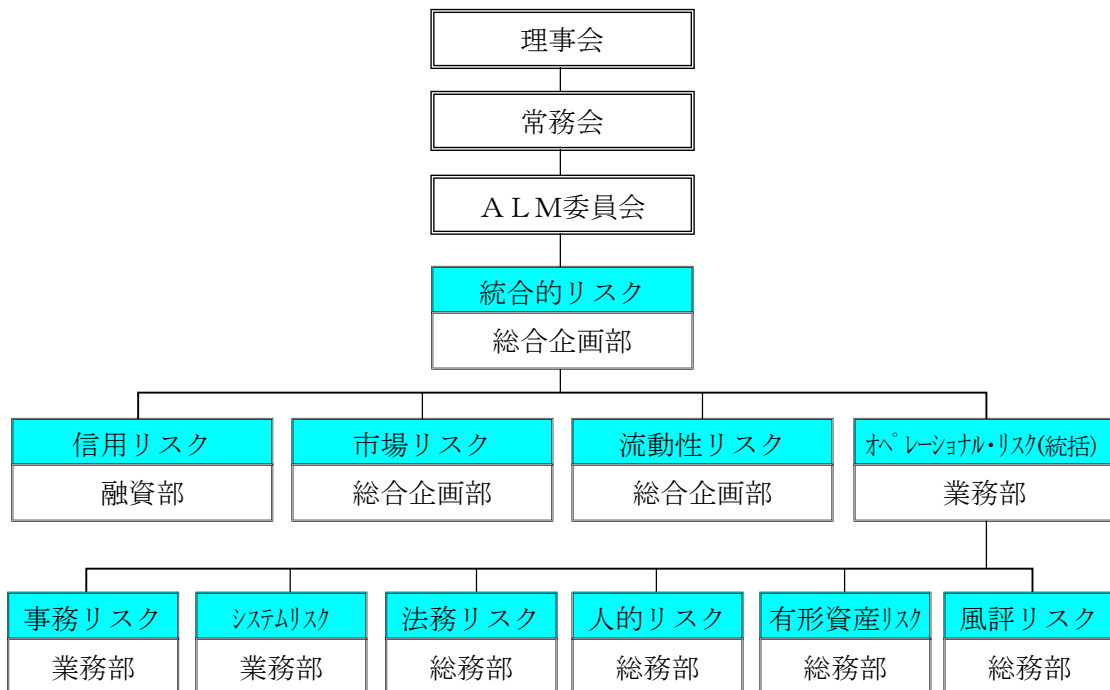 理事会
常務会
ＡＬＭ委員会
統合的リスク
総合企画部
信用リスク
融資部
市場リスク
総合企画部
流動性リスク
総合企画部
ｵﾍﾟﾚｰｼｮﾅﾙ・ﾘｽｸ(統括)
業務部
事務リスク
業務部
ｼｽﾃﾑﾘｽｸ
業務部
法務リスク
総務部
人的リスク
総務部
有形資産ﾘｽｸ
総務部
風評リスク
総務部